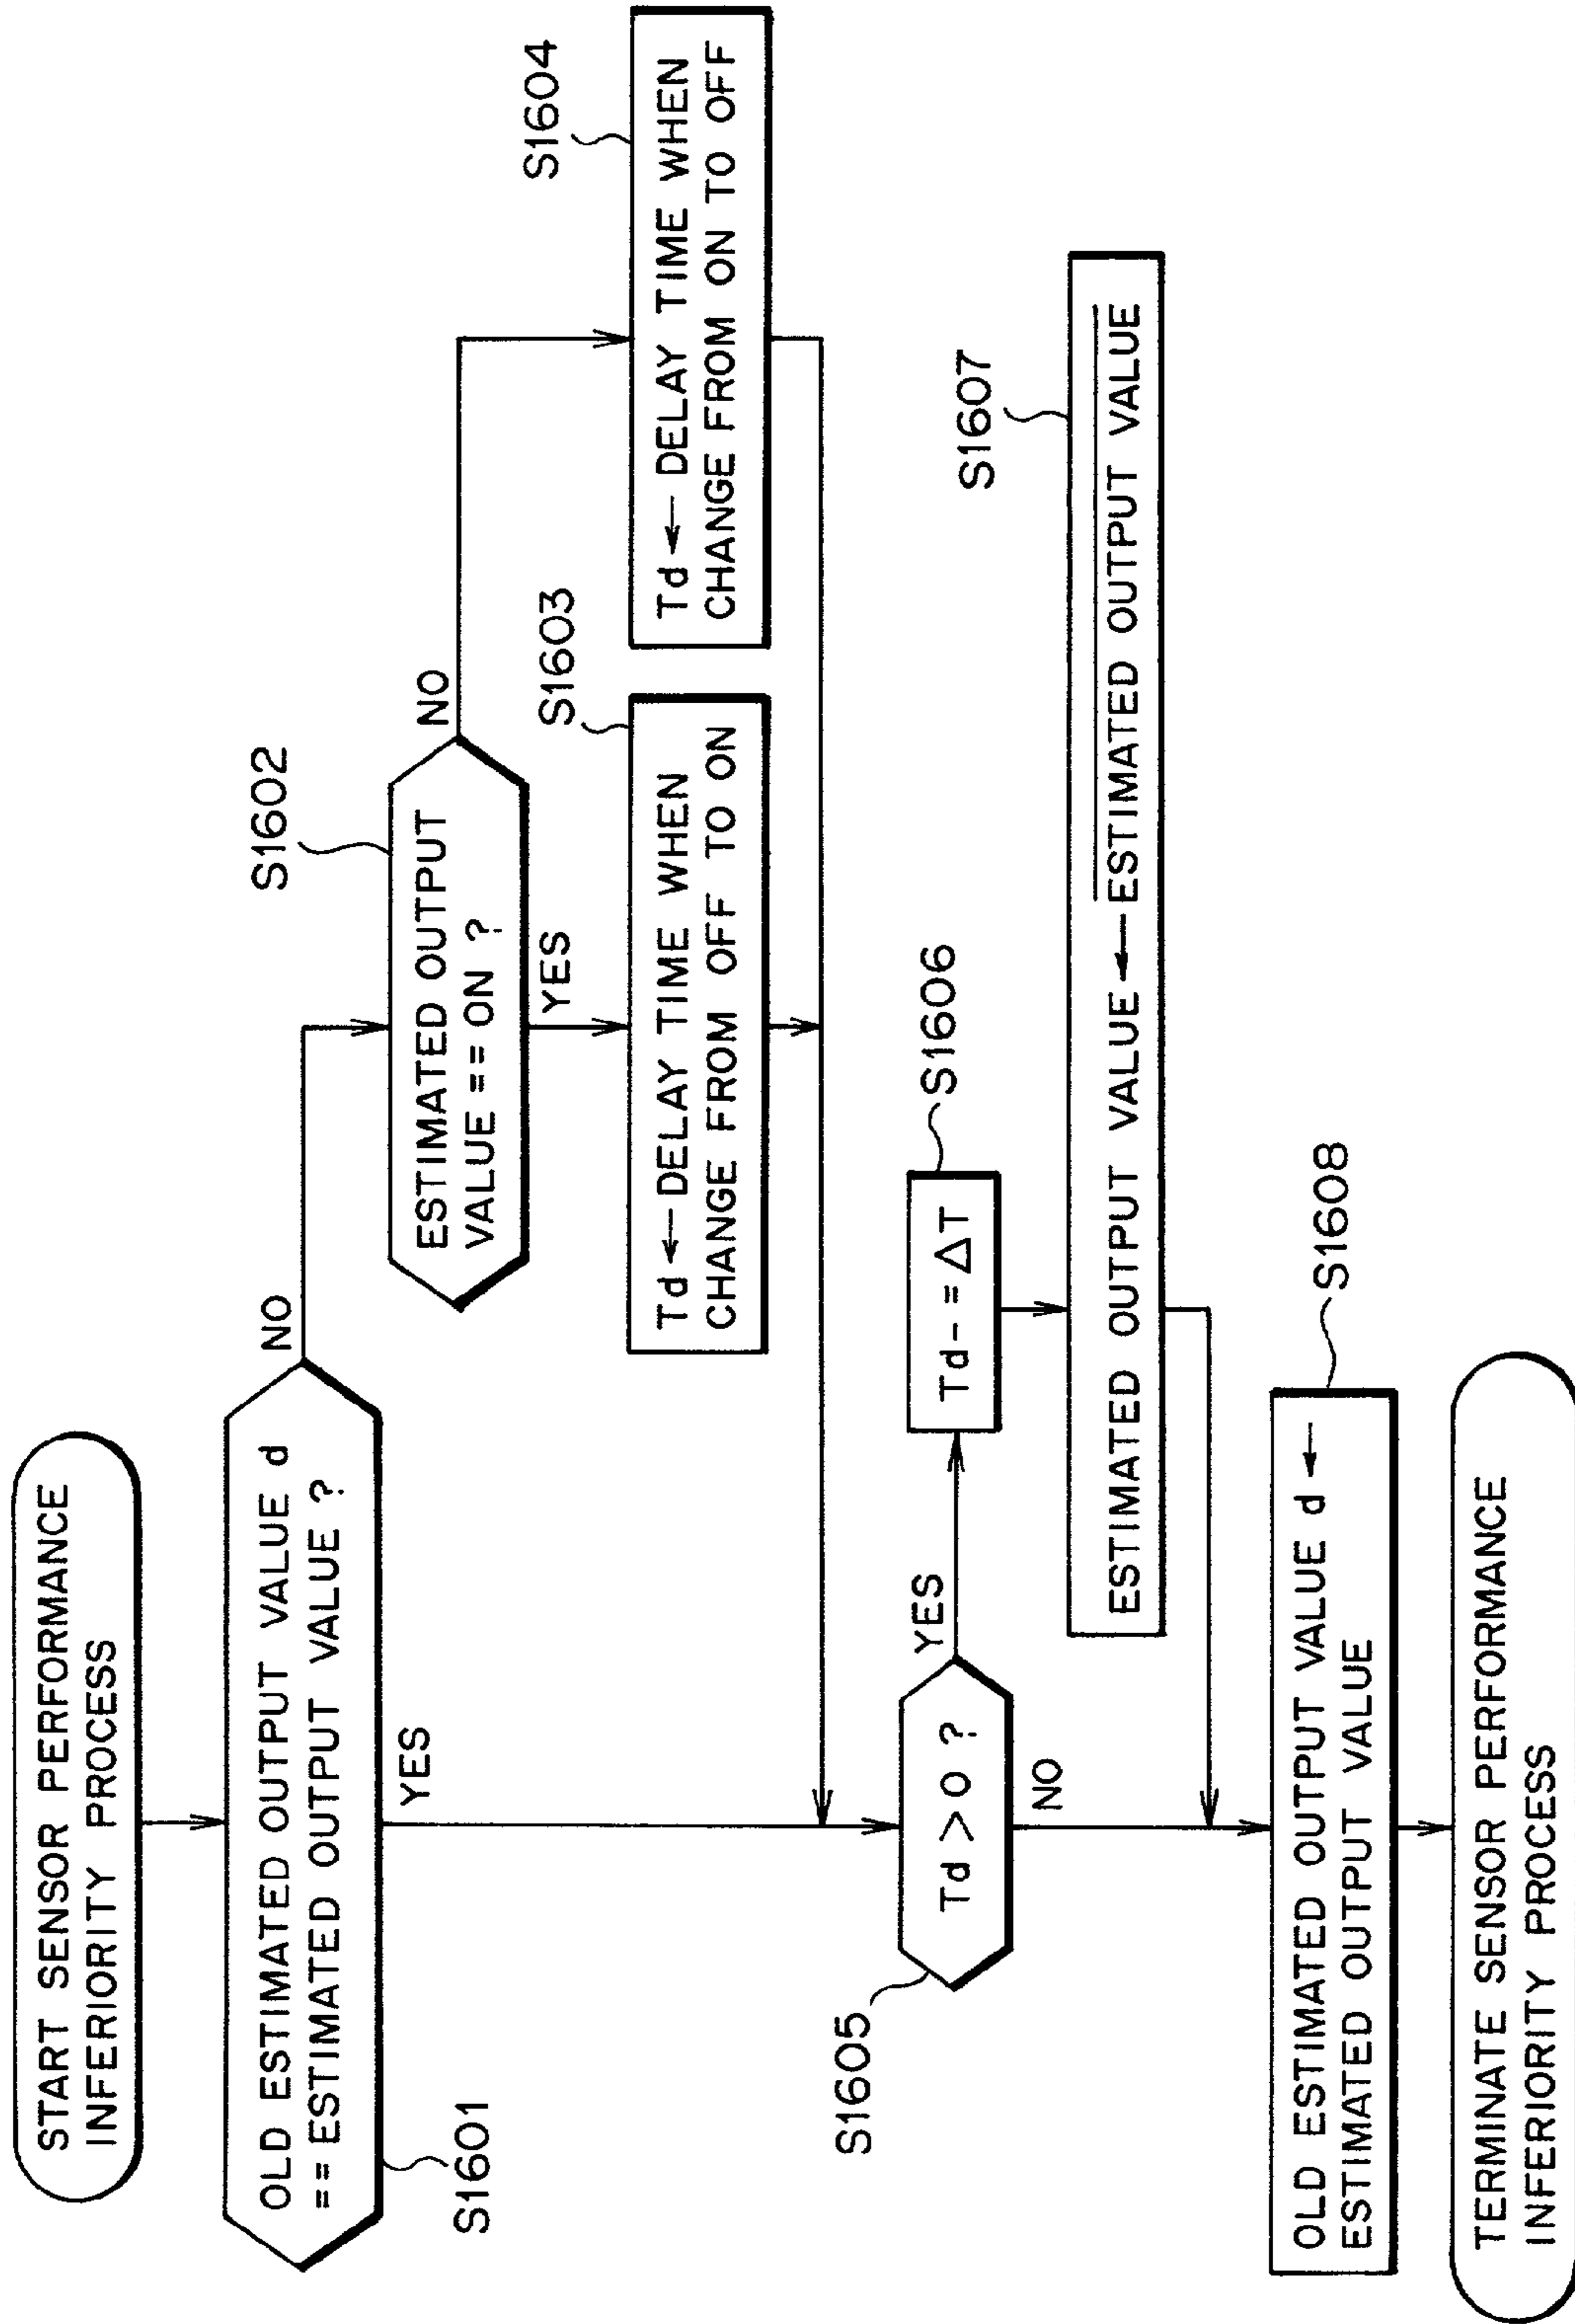 START SENSOR PERFORMANCE
INFERIORITY PROCESS
OLD ESTIMATED OUTPUT VALUE d
== ESTIMATED OUTPUT VALUE ?
S1601
NO
YES
S1602
ESTIMATED OUTPUT
VALUE == ON ?
NO
YES
S1603
Td ← DELAY TIME WHEN
CHANGE FROM OFF TO ON
S1604
Td ← DELAY TIME WHEN
CHANGE FROM ON TO OFF
S1605
Td > 0 ?
YES
NO
S1606
Td- = ΔT
S1607
ESTIMATED OUTPUT VALUE ← ESTIMATED OUTPUT VALUE
S1608
OLD ESTIMATED OUTPUT VALUE d ←
ESTIMATED OUTPUT VALUE
TERMINATE SENSOR PERFORMANCE
INFERIORITY PROCESS